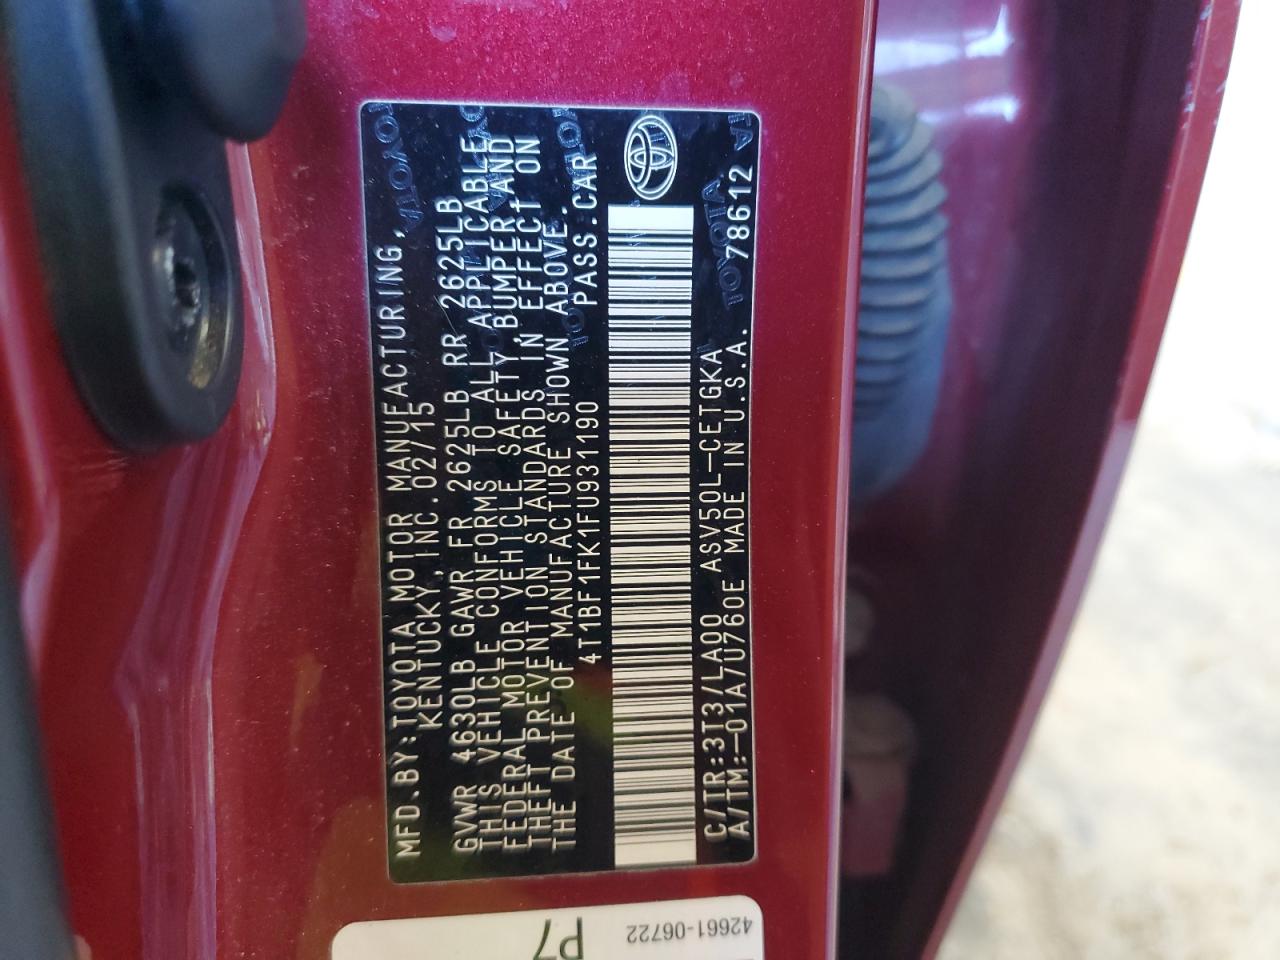 MFD.BY:TOYOTA MOTOR MANUFACTURING,
KENTUCKY,INC.02/15
GVWR 4630LB GAWR FR 2625LB RR 2625LB
THIS VEHICLE CONFORMS TO ALL APPLICABLE
FEDERAL MOTOR VEHICLE SAFETY,BUMPER,AND
THEFT PREVENTION STANDARDS IN EFFECT ON
THE DATE OF MANUFACTURE SHOWN ABOVE.
4T1BF1FK1FU931190 PASS.CAR
C/TR:3T3/LA00 ASV50L-CETGKA
A/TM:-01A/U760E MADE IN U.S.A. 78612
P7
42661-06722